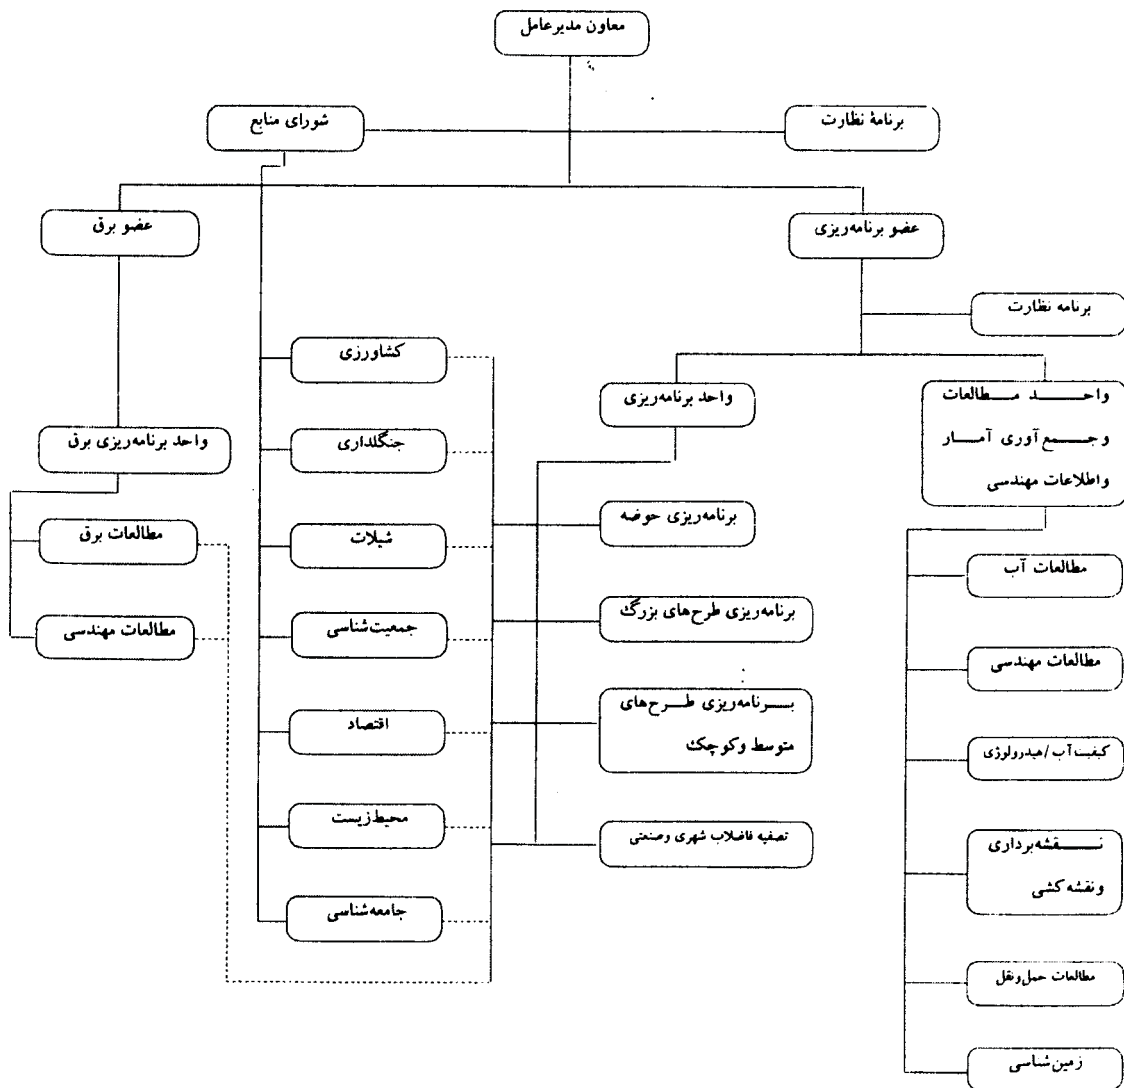 معاون مدیرعامل
برنامهٔ نظارت
شورای منابع
عضو برنامه‌ریزی
عضو برق
برنامه نظارت
واحد مطالعات
وجمع‌آوری آمار
واطلاعات مهندسی
واحد برنامه‌ریزی
کشاورزی
واحد برنامه‌ریزی برق
جنگلداری
برنامه‌ریزی حوضه
شیلات
مطالعات برق
مطالعات آب
برنامه‌ریزی طرح‌های بزرگ
جمعیت‌شناسی
مطالعات مهندسی
مطالعات مهندسی
برنامه‌ریزی طرح‌های
متوسط وکوچک
اقتصاد
کیفیت آب/هیدرولوژی
تصفیه فاضلاب شهری وصنعتی
محیط‌زیست
نقشه‌برداری
ونقشه‌کشی
جامعه‌شناسی
مطالعات حمل‌ونقل
زمین‌شناسی